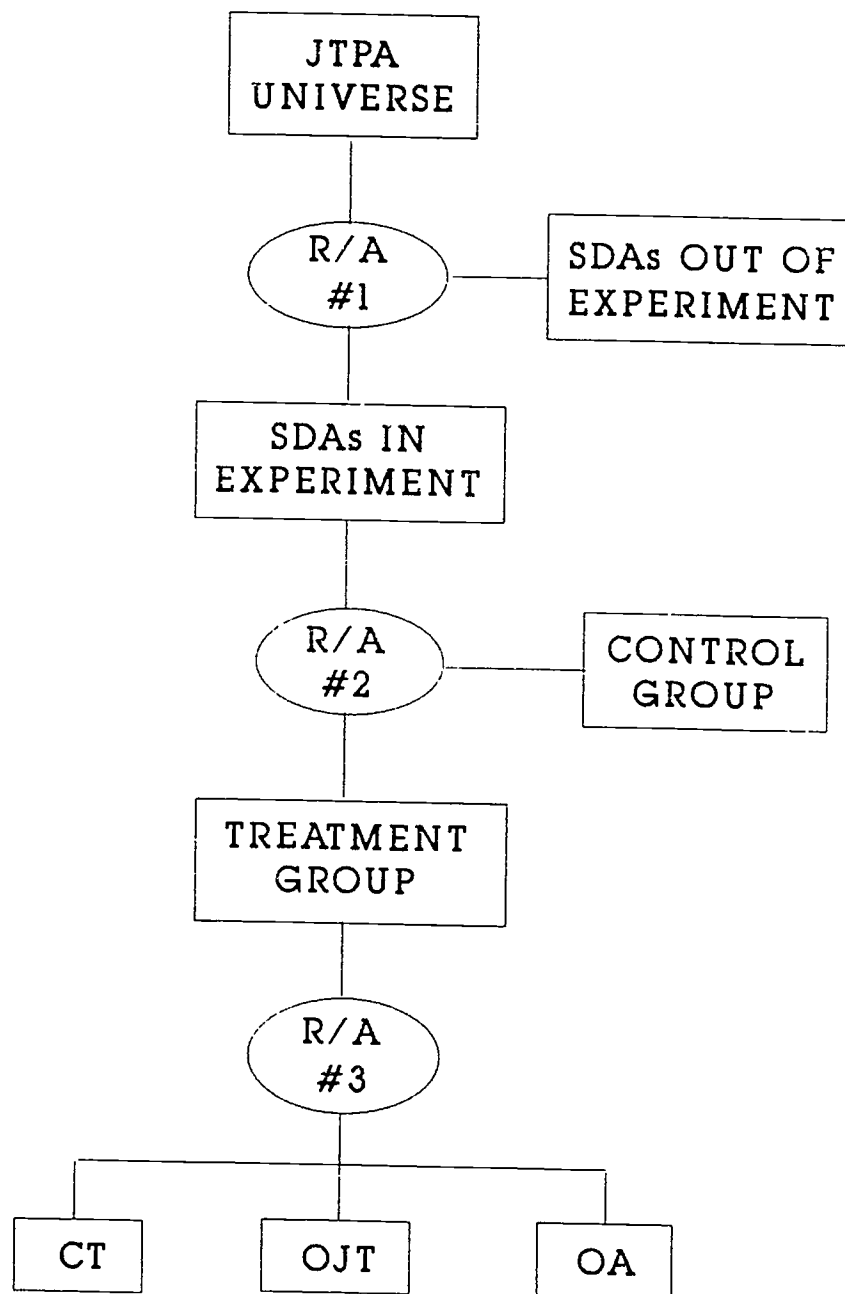 JTPA
UNIVERSE
R/A
#1
SDAs OUT OF
EXPERIMENT
SDAs IN
EXPERIMENT
R/A
#2
CONTROL
GROUP
TREATMENT
GROUP
R/A
#3
CT
OJT
OA